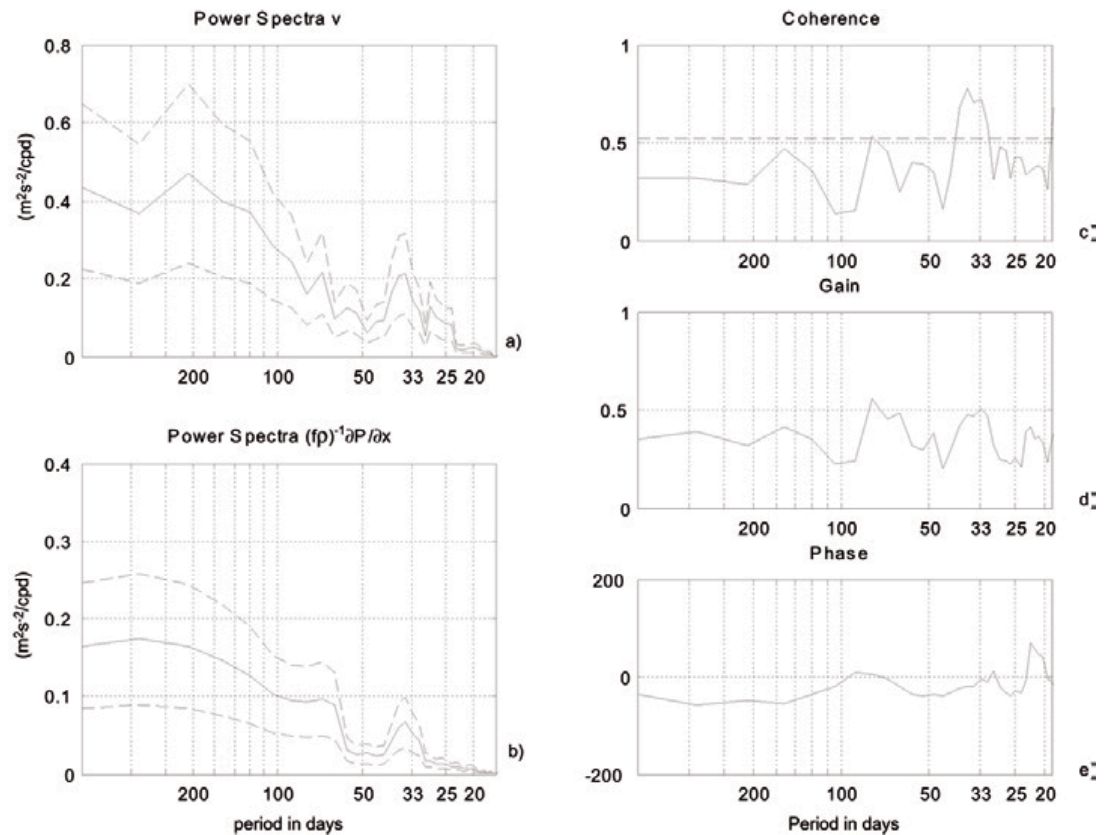 Power Spectra v
0.8
0.6
0.4
0.2
0
(m²s⁻²/cpd)
200 100 50 33 25 20
a)
Power Spectra (fρ)⁻¹∂P/∂x
0.4
0.3
0.2
0.1
0
(m²s⁻²/cpd)
200 100 50 33 25 20
b)
period in days
Coherence
1
0.5
0
200 100 50 33 25 20
Gain
1
0.5
0
200 100 50 33 25 20
Phase
200
0
-200
200 100 50 33 25 20
Period in days